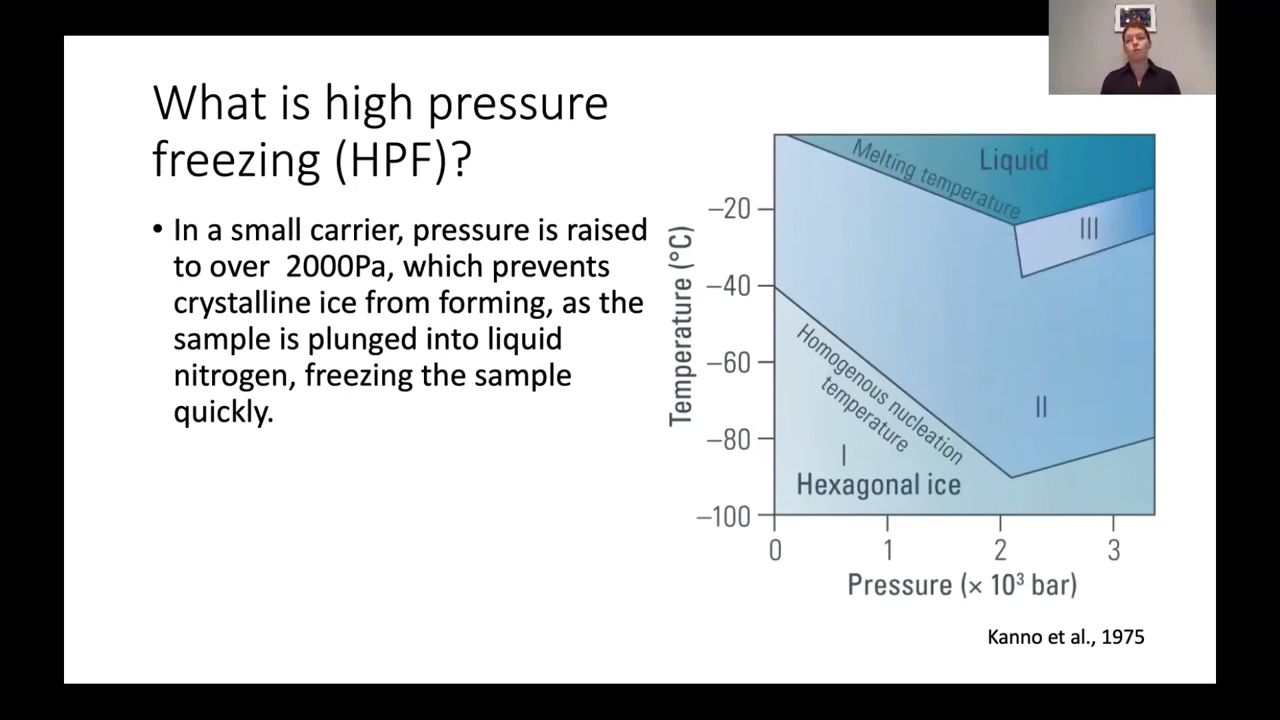 What is high pressure
freezing (HPF)?
• In a small carrier, pressure is raised
to over  2000Pa, which prevents
crystalline ice from forming, as the
sample is plunged into liquid
nitrogen, freezing the sample
quickly.
Melting temperature
Liquid
III
Homogenous nucleation
temperature
II
I
Hexagonal ice
Temperature (°C)
–20
–40
–60
–80
–100
0 1 2 3
Pressure (× 10³ bar)
Kanno et al., 1975